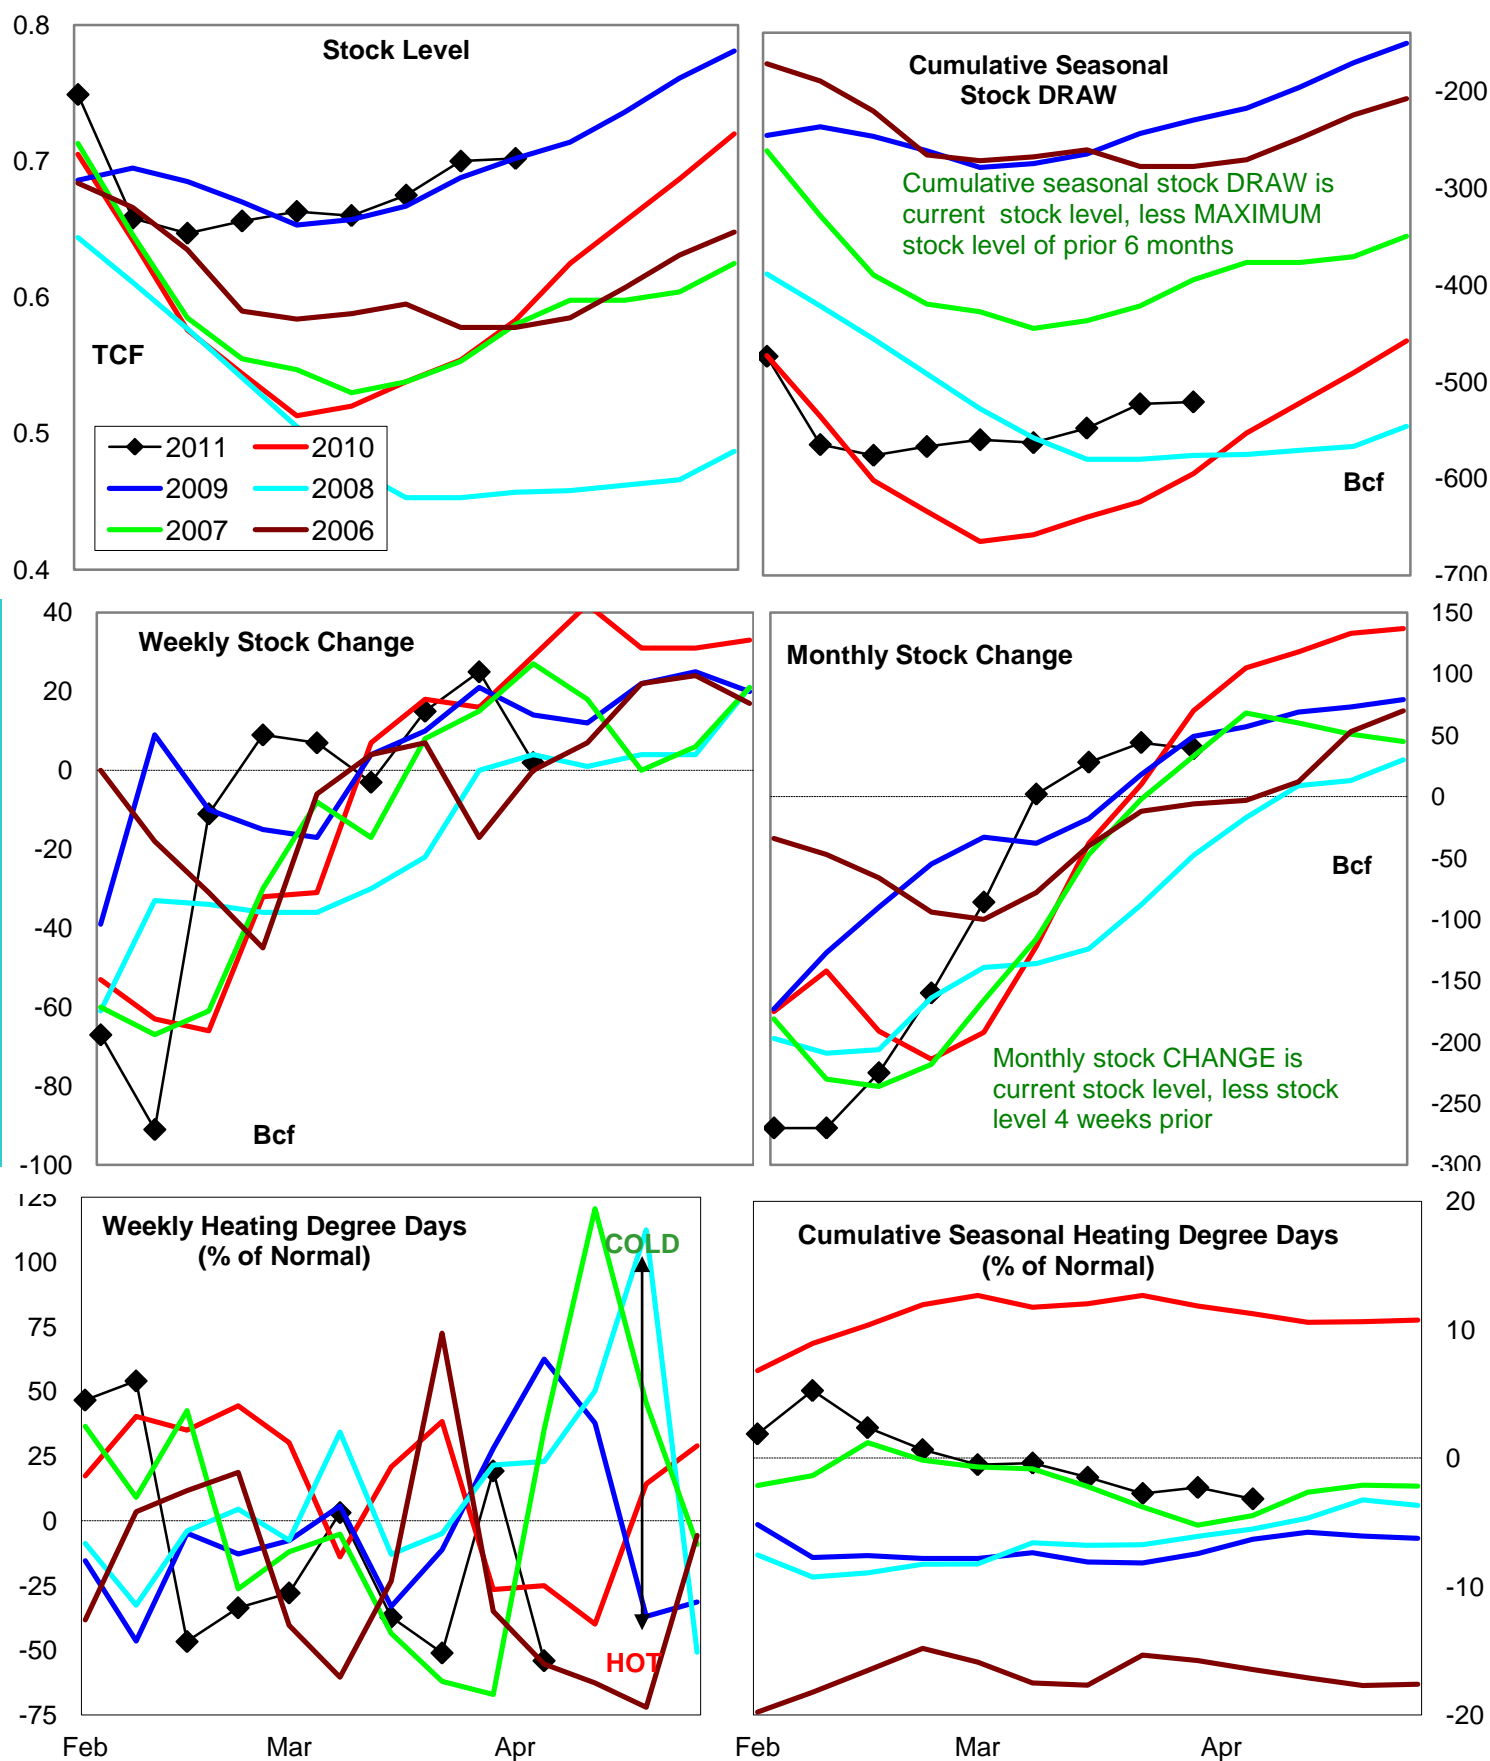 Stock Level
0.8
0.7
0.6
0.5
0.4
TCF
2011
2010
2009
2008
2007
2006
Cumulative Seasonal
Stock DRAW
Cumulative seasonal stock DRAW is
current stock level, less MAXIMUM
stock level of prior 6 months
Bcf
-200
-300
-400
-500
-600
-700
Weekly Stock Change
40
20
0
-20
-40
-60
-80
-100
Bcf
Monthly Stock Change
150
100
50
0
-50
-100
-150
-200
-250
-300
Bcf
Monthly stock CHANGE is
current stock level, less stock
level 4 weeks prior
Weekly Heating Degree Days
(% of Normal)
125
100
75
50
25
0
-25
-50
-75
COLD
HOT
Feb
Mar
Apr
Cumulative Seasonal Heating Degree Days
(% of Normal)
20
10
0
-10
-20
Feb
Mar
Apr